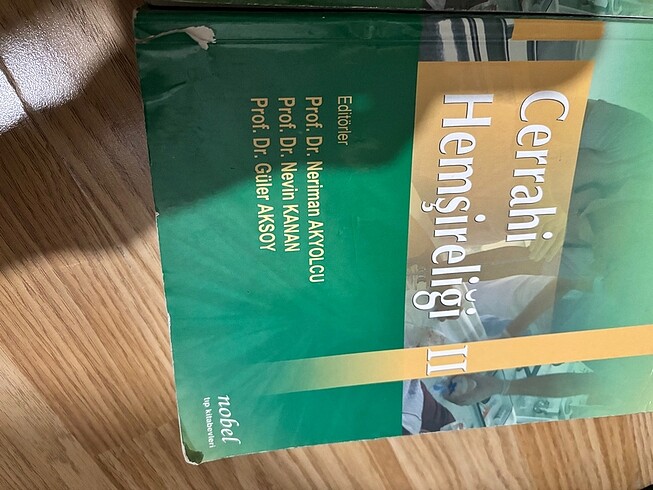 Cerrahi
Hemşireliği II
Editörler
Prof. Dr. Neriman AKYOLCU
Prof. Dr. Nevin KANAN
Prof. Dr. Güler AKSOY
nobel
tıp kitabevleri